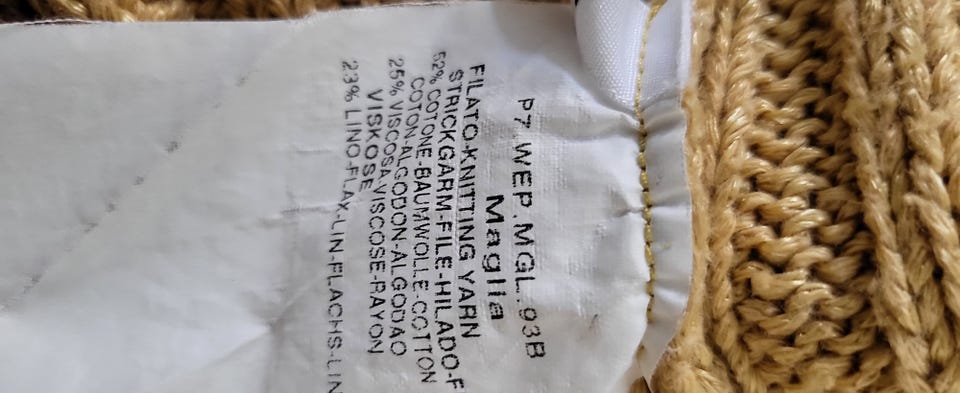 P7.WEP.MGL..93B
Maglia
FILATO-KNITTING YARN
STRICKGARM-FILE-HILADO-F
52% COTONE-BAUMWOLLE-COTTON
COTON-ALGODON-ALGODAO
25% VISCOSA-VISCOSE-RAYON
VISKOSE
23% LINO-FLAX-LIN-FLACHS-LIN